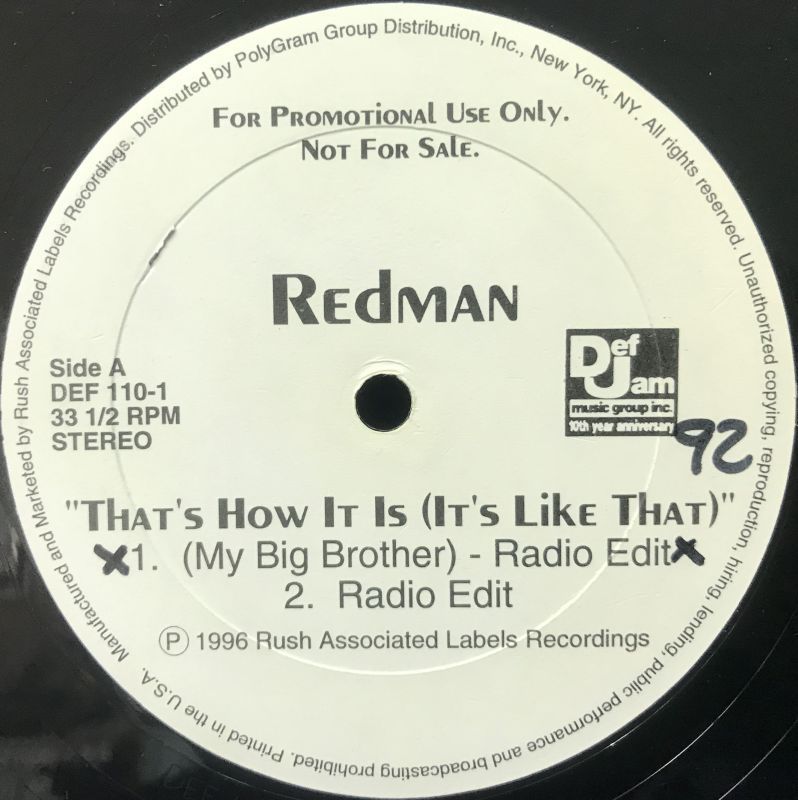 Manufactured and Marketed by Rush Associated Labels Recordings. Distributed by PolyGram Group Distribution, Inc., New York, NY. All rights reserved. Unauthorized copying, reproduction, hiring, lending, public performance and broadcasting prohibited. Printed in the U.S.A.
For Promotional Use Only.
Not For Sale.
Redman
Side A
DEF 110-1
33 1/2 RPM
STEREO
Def
Jam
music group inc.
10th year anniversary
92
"That's How It Is (It's Like That)"
X1. (My Big Brother) - Radio EditX
2. Radio Edit
℗ 1996 Rush Associated Labels Recordings